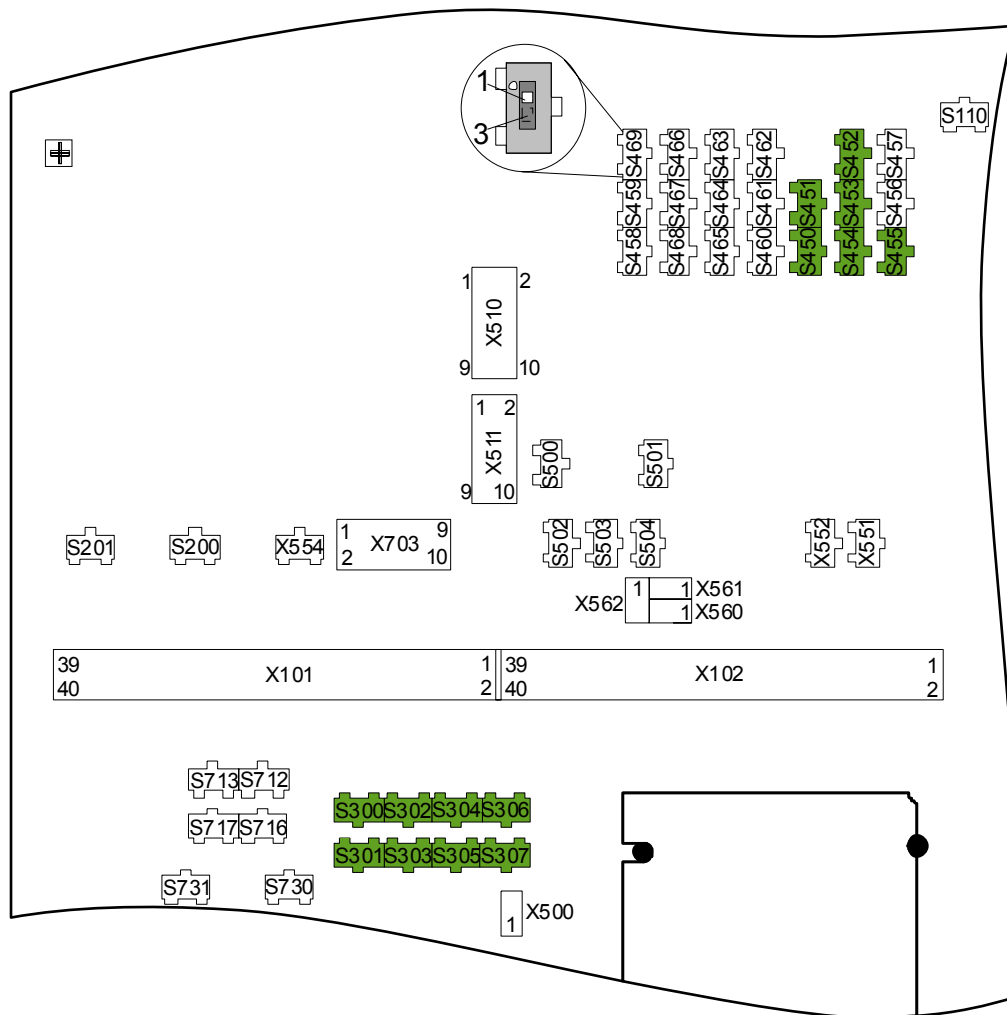 1
3
S110
S469 S466 S463 S462 S452 S457
S459 S467 S464 S461 S451 S453 S456
S458 S468 S465 S460 S450 S454 S455
1 2
X510
9 10
1 2
X511
9 10
S500 S501
S201 S200 X554
1 9
X703
2 10
S502 S503 S504 X552 X551
X562 1 1 X561
1 X560
39 1 39 1
X101 X102
40 2 40 2
S713 S712
S717 S716
S300 S302 S304 S306
S301 S303 S305 S307
S731 S730
1 X500